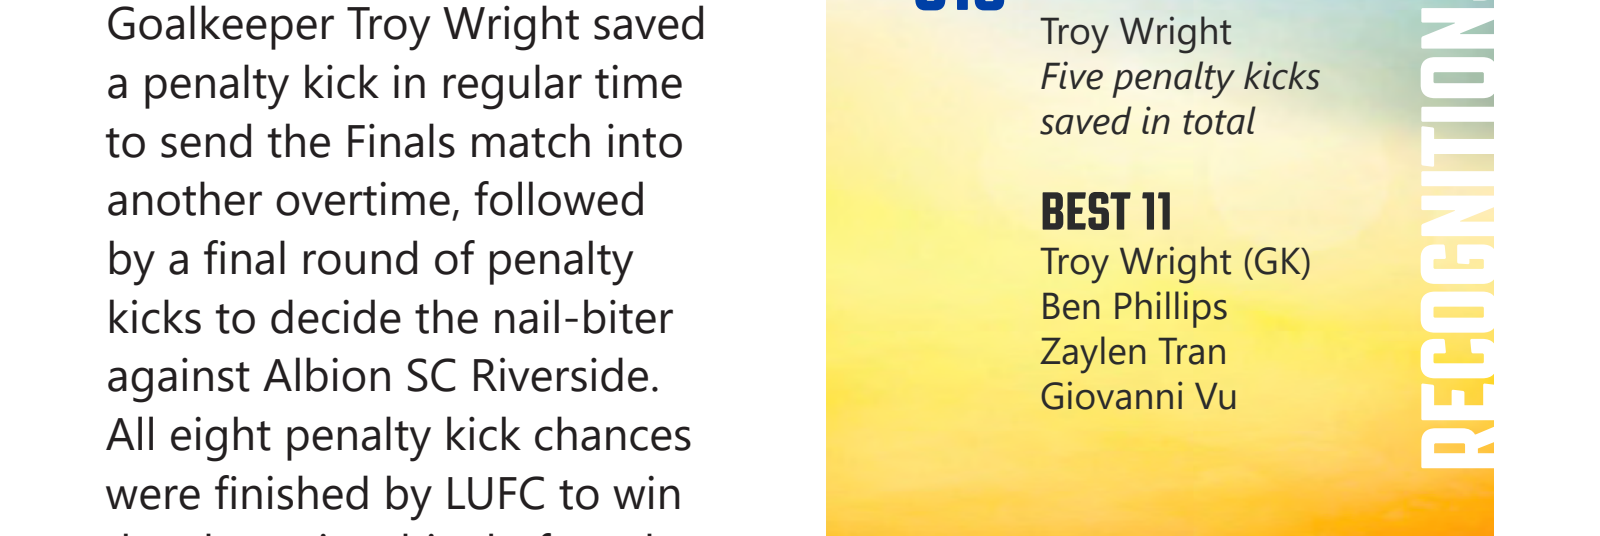 Goalkeeper Troy Wright saved
a penalty kick in regular time
to send the Finals match into
another overtime, followed
by a final round of penalty
kicks to decide the nail-biter
against Albion SC Riverside.
All eight penalty kick chances
were finished by LUFC to win
Troy Wright
Five penalty kicks
saved in total
BEST 11
Troy Wright (GK)
Ben Phillips
Zaylen Tran
Giovanni Vu
RECOGNITION